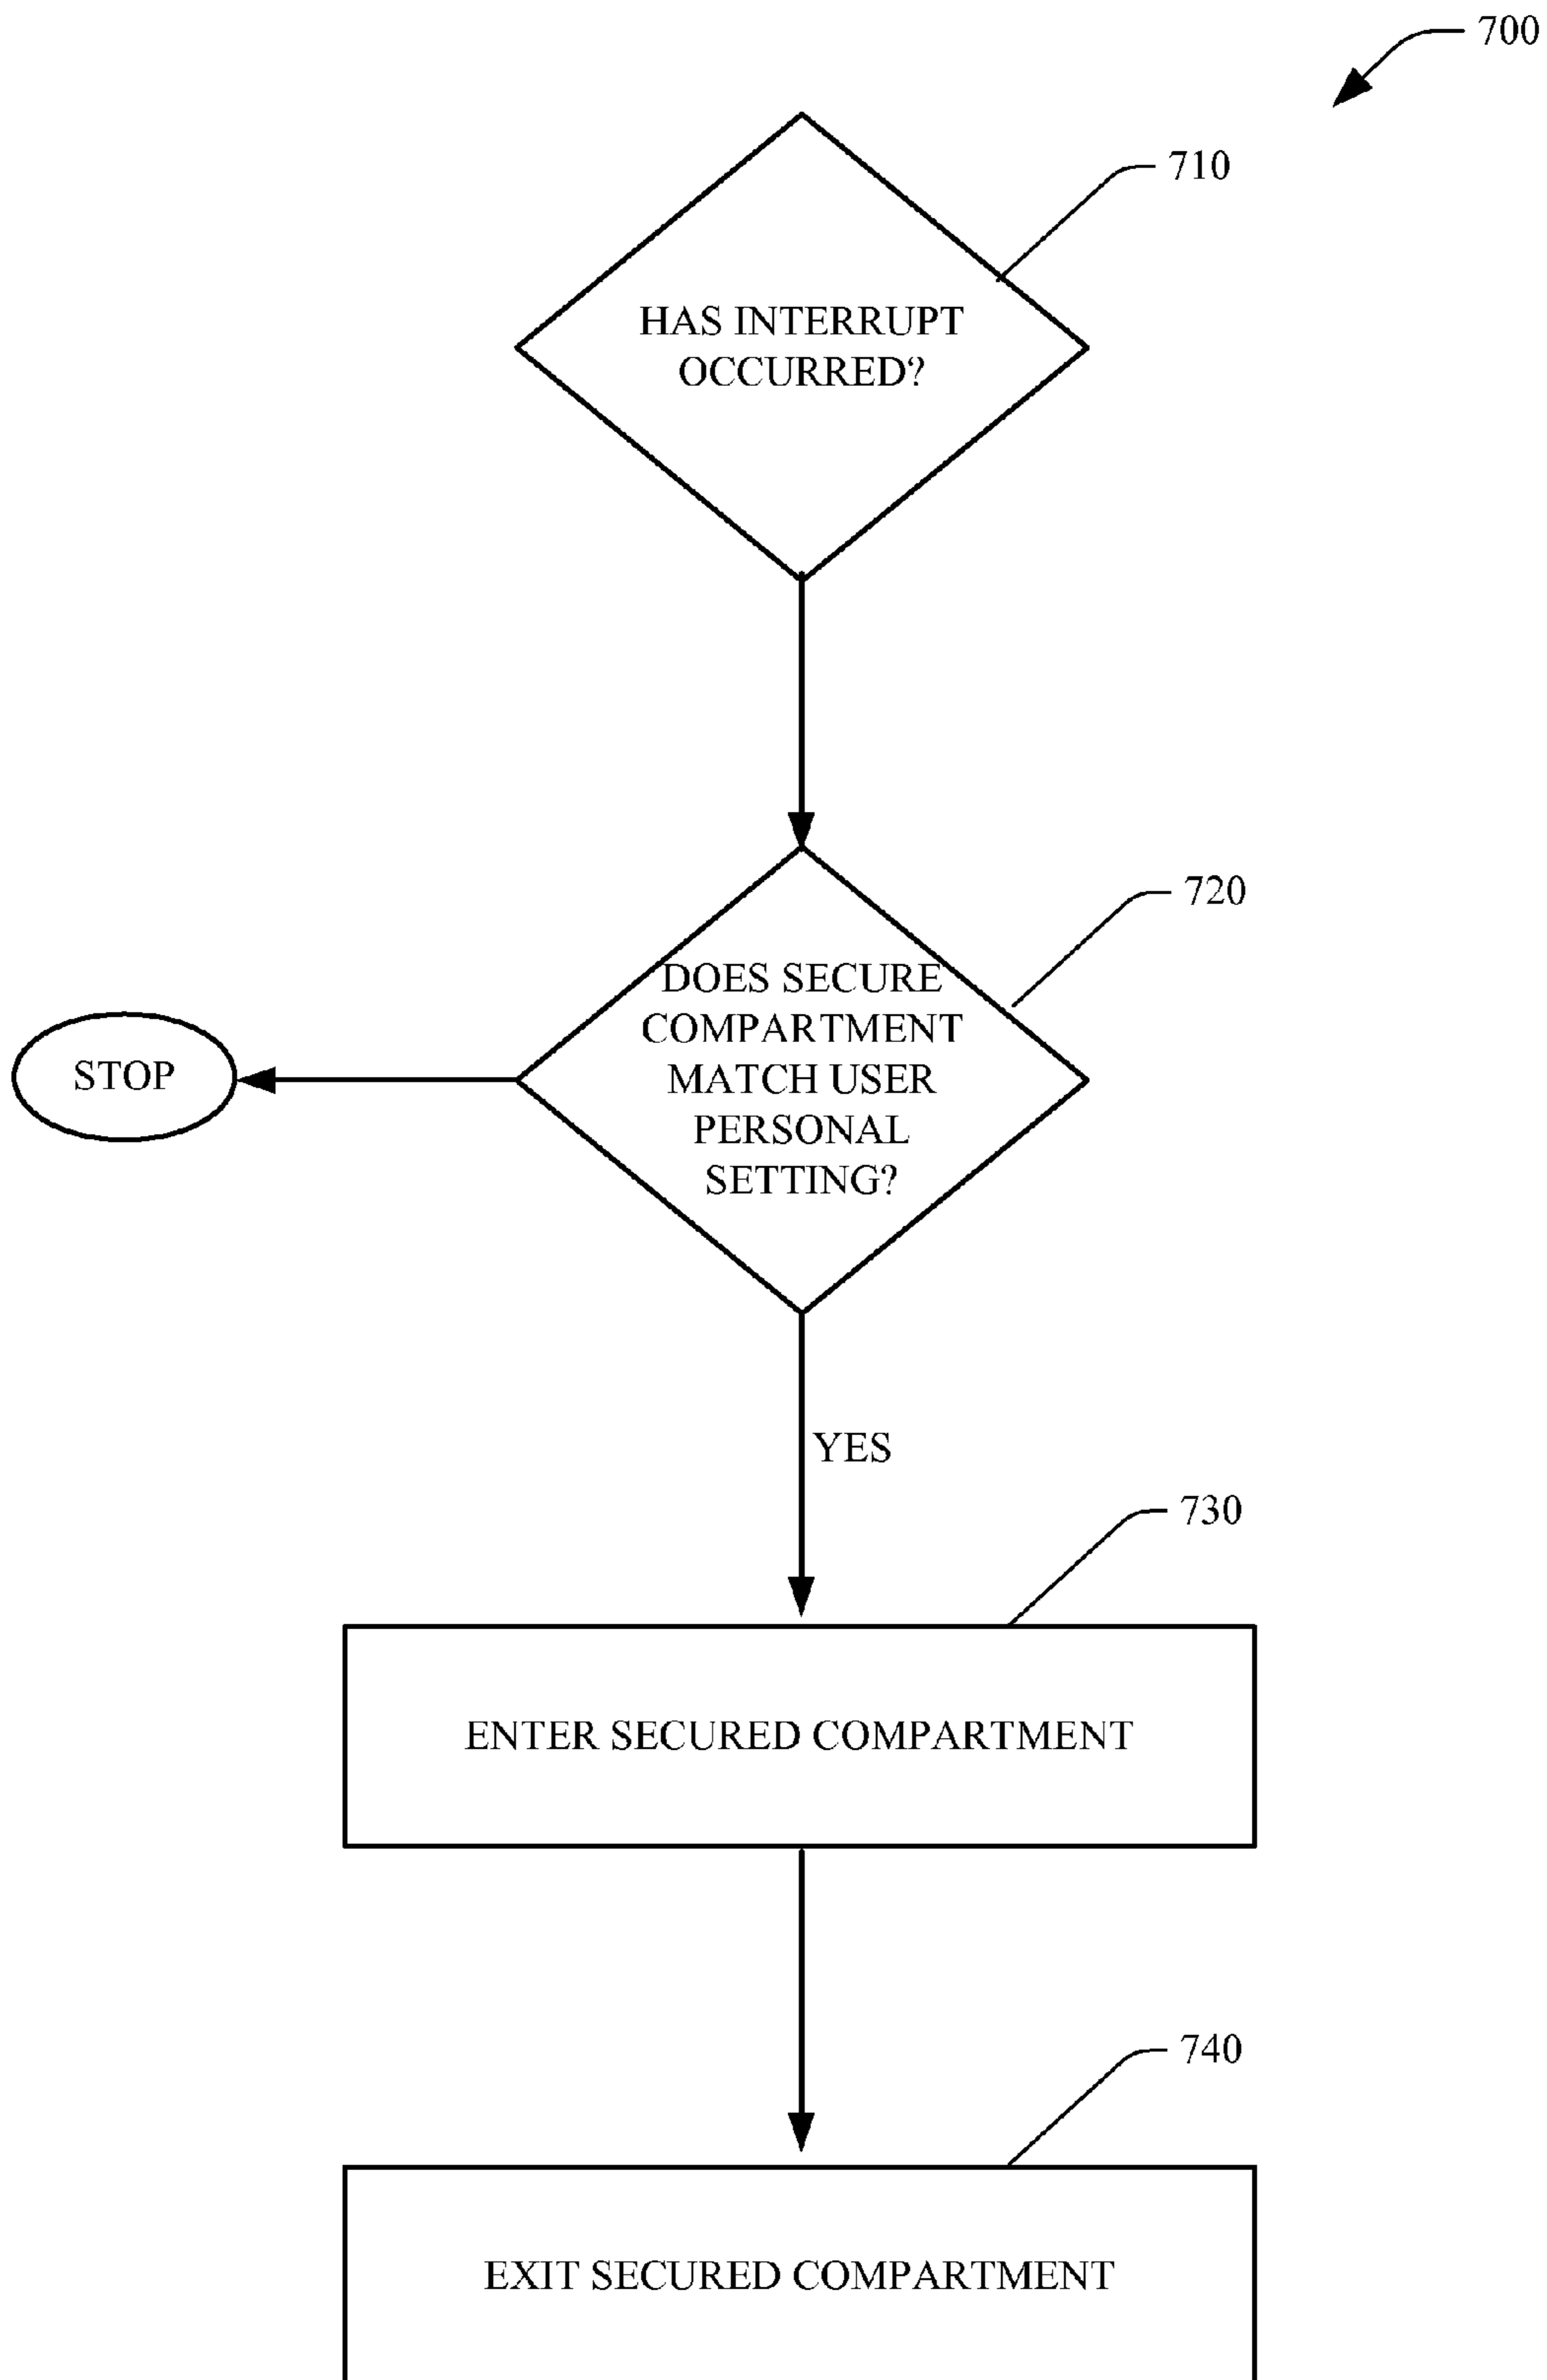 700
710
HAS INTERRUPT
OCCURRED?
720
DOES SECURE
COMPARTMENT
MATCH USER
PERSONAL
SETTING?
STOP
YES
730
ENTER SECURED COMPARTMENT
740
EXIT SECURED COMPARTMENT